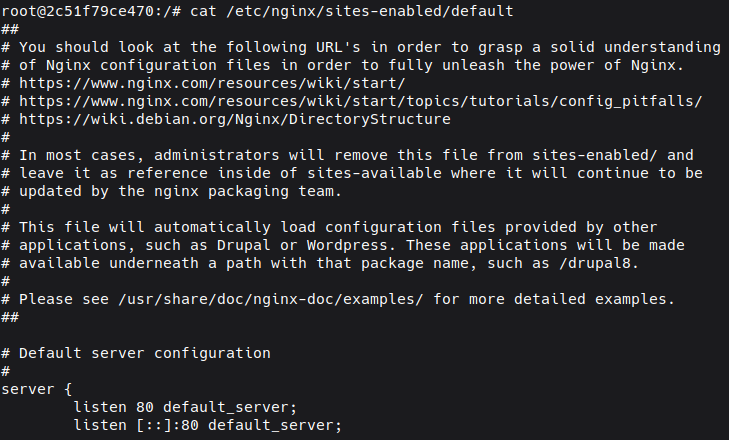 root@2c51f79ce470:/# cat /etc/nginx/sites-enabled/default
##
# You should look at the following URL's in order to grasp a solid understanding
# of Nginx configuration files in order to fully unleash the power of Nginx.
# https://www.nginx.com/resources/wiki/start/
# https://www.nginx.com/resources/wiki/start/topics/tutorials/config_pitfalls/
# https://wiki.debian.org/Nginx/DirectoryStructure
#
# In most cases, administrators will remove this file from sites-enabled/ and
# leave it as reference inside of sites-available where it will continue to be
# updated by the nginx packaging team.
#
# This file will automatically load configuration files provided by other
# applications, such as Drupal or Wordpress. These applications will be made
# available underneath a path with that package name, such as /drupal8.
#
# Please see /usr/share/doc/nginx-doc/examples/ for more detailed examples.
##

# Default server configuration
#
server {
        listen 80 default_server;
        listen [::]:80 default_server;